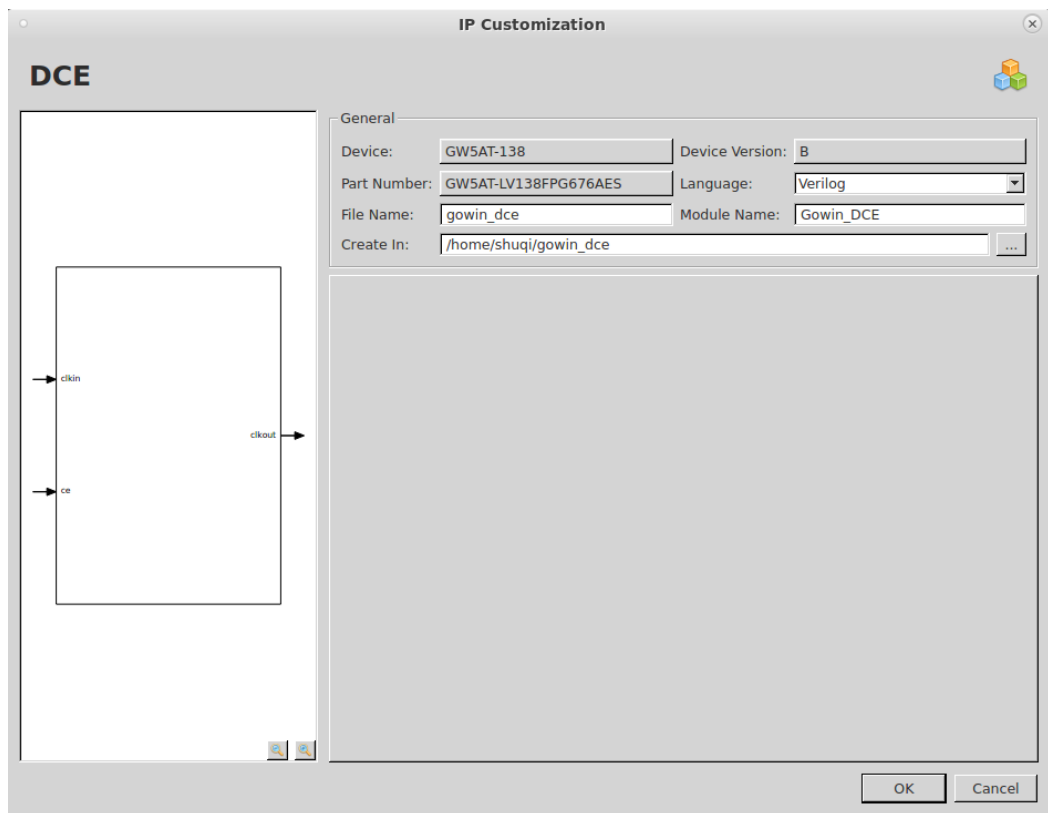 IP Customization
DCE
General
Device: GW5AT-138 Device Version: B
Part Number: GW5AT-LV138FPG676AES Language: Verilog
File Name: gowin_dce Module Name: Gowin_DCE
Create In: /home/shuqi/gowin_dce ...
clkin
clkout
ce
OK Cancel